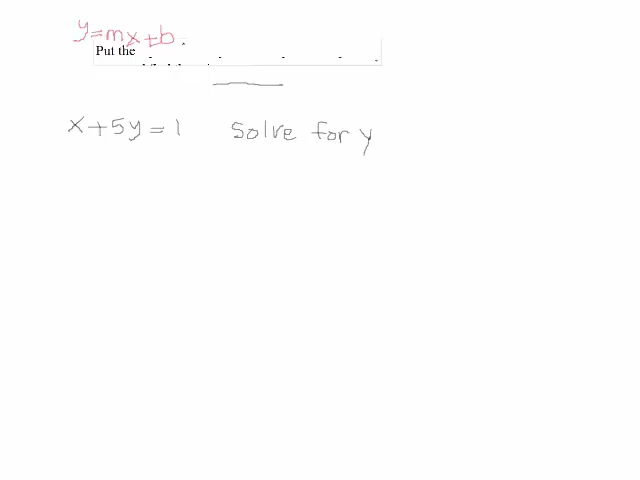 y=mx+b
Put the
x+5y=1 Solve for y